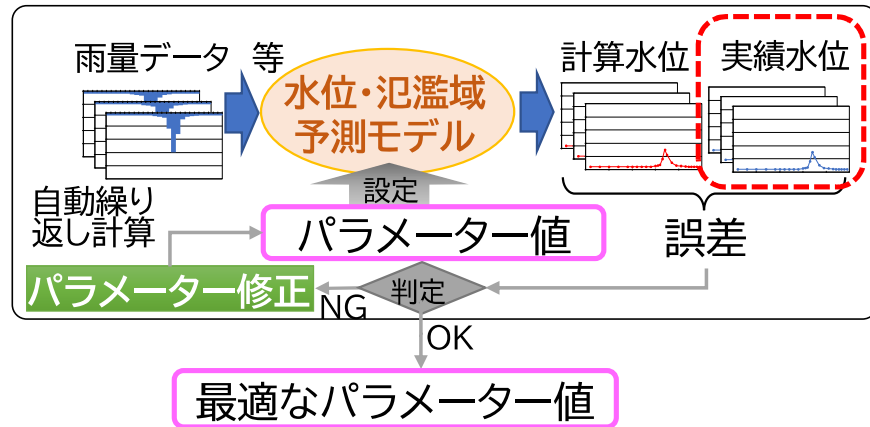 雨量データ 等
水位・氾濫域
予測モデル
計算水位
実績水位
設定
自動繰り
返し計算
パラメーター値
誤差
パラメーター修正
判定
NG
OK
最適なパラメーター値